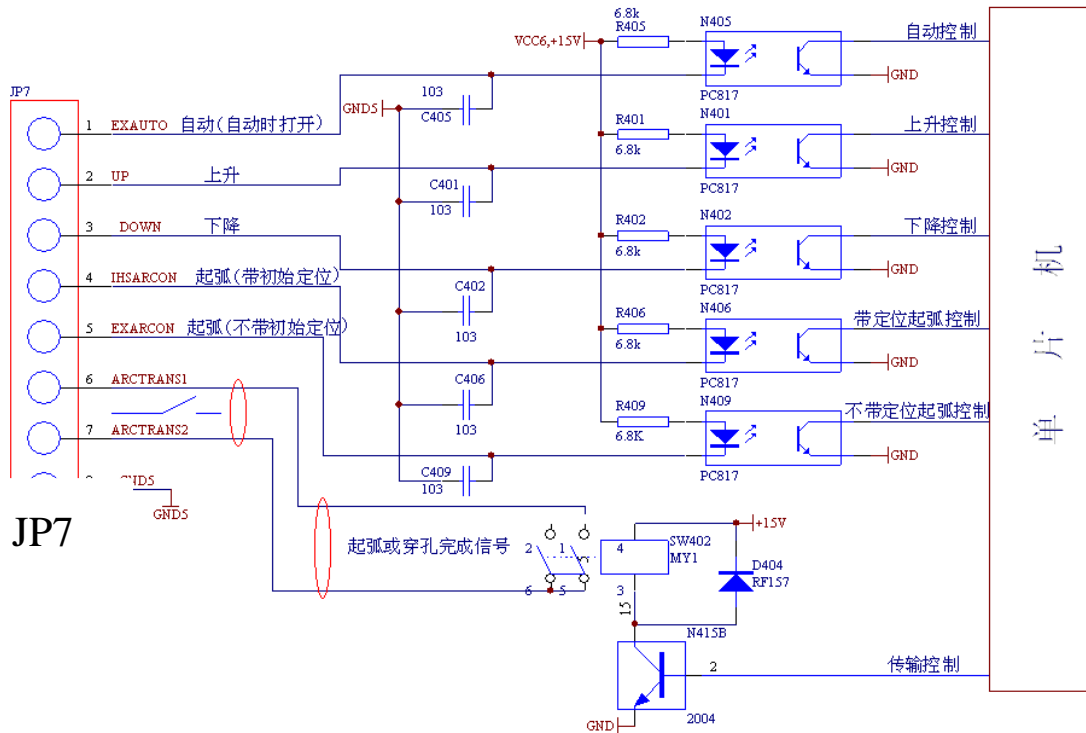 JP7
1 EXAUTO 自动(自动时打开)
2 UP 上升
3 DOWN 下降
4 IHSARCON 起弧(带初始定位)
5 EXARCON 起弧(不带初始定位)
6 ARCTRANS1
7 ARCTRANS2
GND5
JP7
GND5
103
C405
C401
103
C402
103
C406
103
C409
103
VCC6,+15V
6.8k
R405
N405
PC817
自动控制
GND
R401
6.8k
N401
PC817
上升控制
GND
R402
6.8k
N402
PC817
下降控制
GND
R406
6.8k
N406
PC817
带定位起弧控制
GND
R409
6.8K
N409
PC817
不带定位起弧控制
GND
单片机
起弧或穿孔完成信号
2 1
6 5
4
3
15
SW402
MY1
+15V
D404
RF157
N415B
2
传输控制
2004
GND